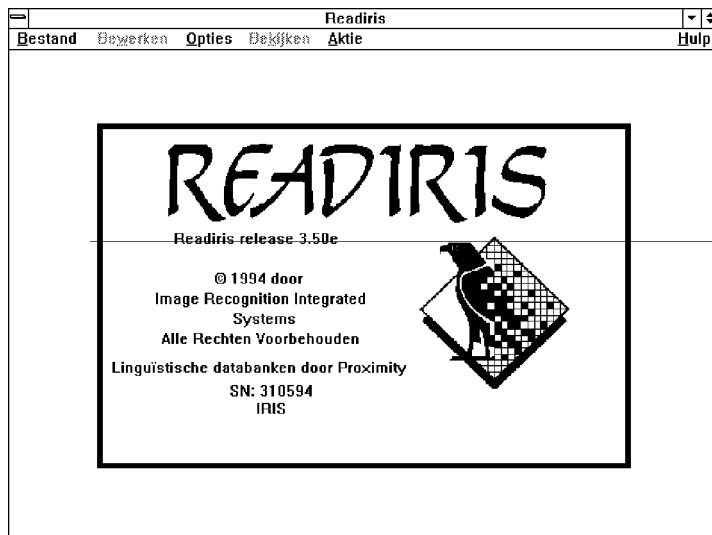 Readiris
Bestand Bewerken Opties Bekijken Aktie Hulp
READIRIS
Readiris release 3.50e
© 1994 door
Image Recognition Integrated
Systems
Alle Rechten Voorbehouden
Linguïstische databanken door Proximity
SN: 310594
IRIS